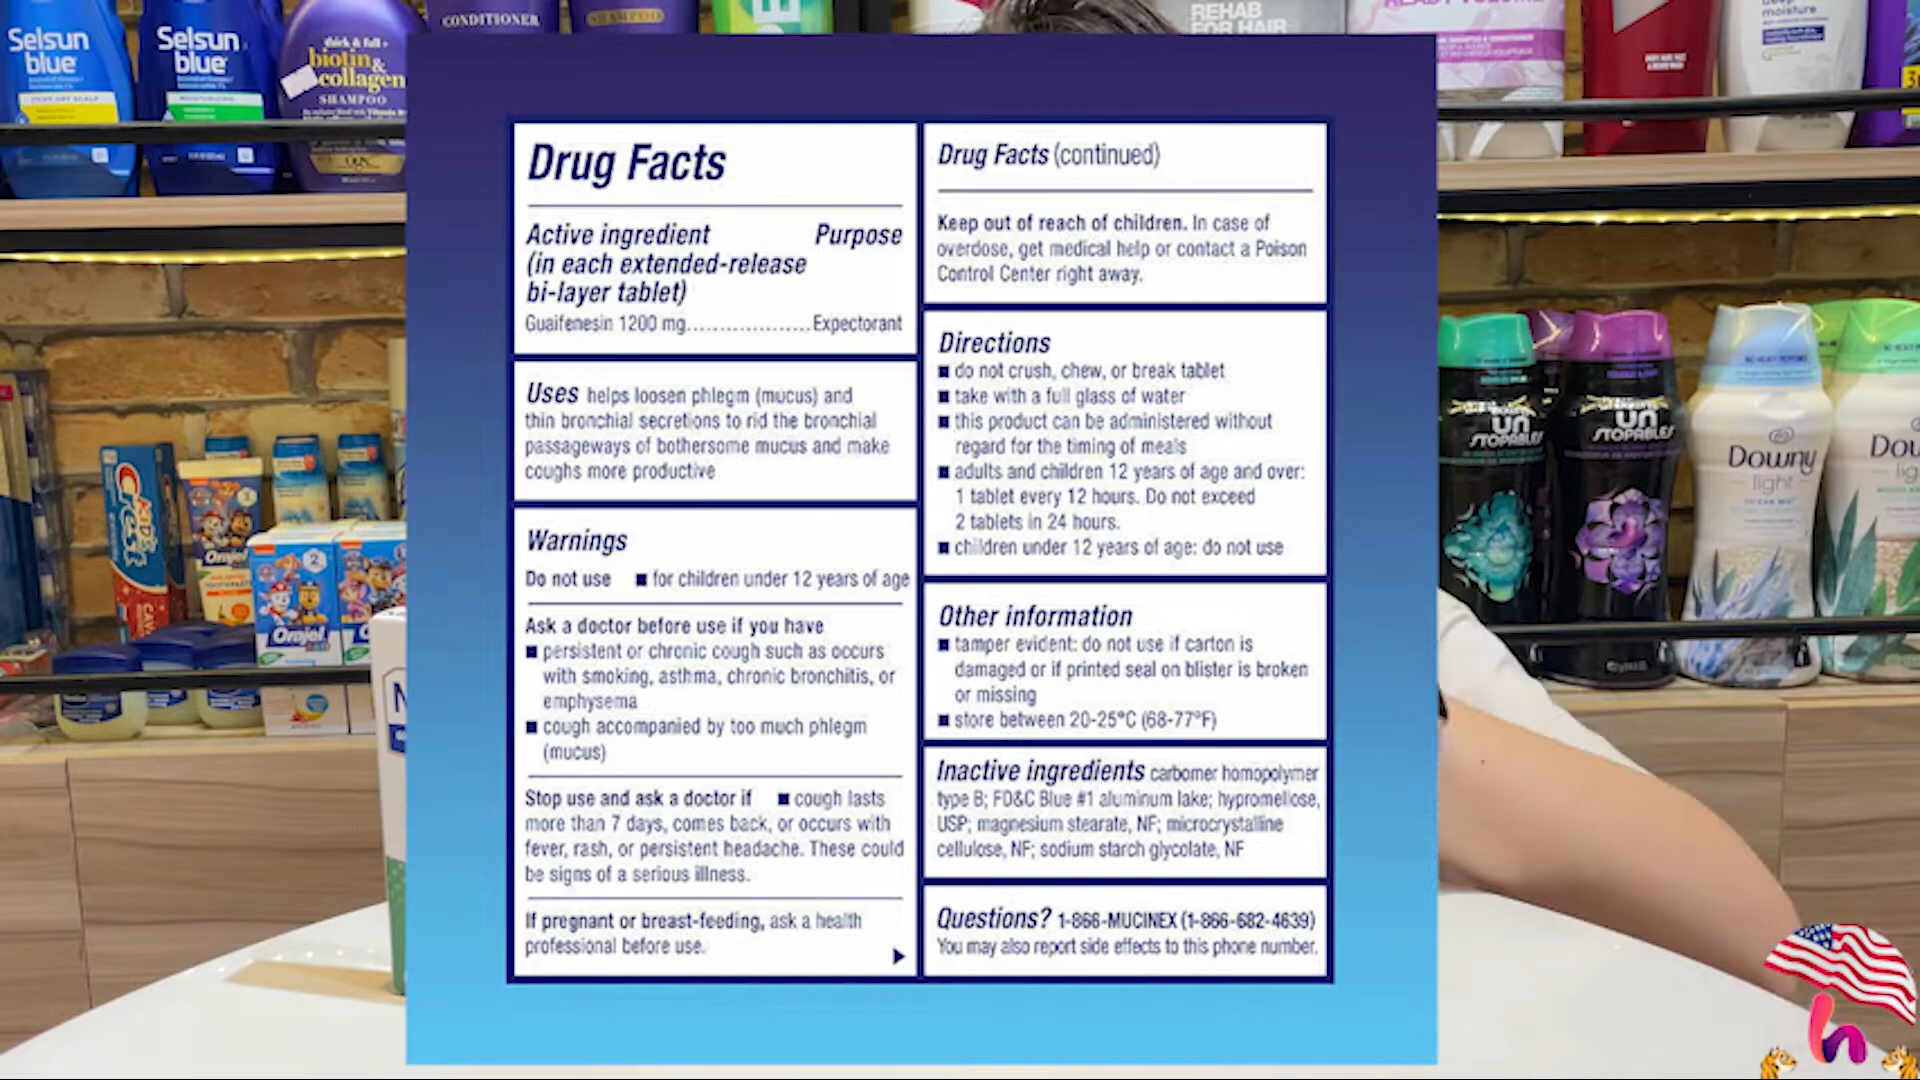 Selsun
blue
Selsun
blue
thick & full +
biotin
&
collagen
SHAMPOO
CONDITIONER
SHAMPOO
REHAB
FOR HAIR
deep
moisture
Drug Facts
Active ingredient Purpose
(in each extended-release
bi-layer tablet)
Guaifenesin 1200 mg...................Expectorant
Uses helps loosen phlegm (mucus) and
thin bronchial secretions to rid the bronchial
passageways of bothersome mucus and make
coughs more productive
Warnings
Do not use ■ for children under 12 years of age
Ask a doctor before use if you have
■ persistent or chronic cough such as occurs
with smoking, asthma, chronic bronchitis, or
emphysema
■ cough accompanied by too much phlegm
(mucus)
Stop use and ask a doctor if ■ cough lasts
more than 7 days, comes back, or occurs with
fever, rash, or persistent headache. These could
be signs of a serious illness.
If pregnant or breast-feeding, ask a health
professional before use.
Drug Facts (continued)
Keep out of reach of children. In case of
overdose, get medical help or contact a Poison
Control Center right away.
Directions
■ do not crush, chew, or break tablet
■ take with a full glass of water
■ this product can be administered without
regard for the timing of meals
■ adults and children 12 years of age and over:
1 tablet every 12 hours. Do not exceed
2 tablets in 24 hours.
■ children under 12 years of age: do not use
Other information
■ tamper evident: do not use if carton is
damaged or if printed seal on blister is broken
or missing
■ store between 20-25°C (68-77°F)
Inactive ingredients carbomer homopolymer
type B; FD&C Blue #1 aluminum lake; hypromellose,
USP; magnesium stearate, NF; microcrystalline
cellulose, NF; sodium starch glycolate, NF
Questions? 1-866-MUCINEX (1-866-682-4639)
You may also report side effects to this phone number.
Kid's
Crest
Orajel
Orajel
UN
STOPABLES
UN
STOPABLES
Downy
light